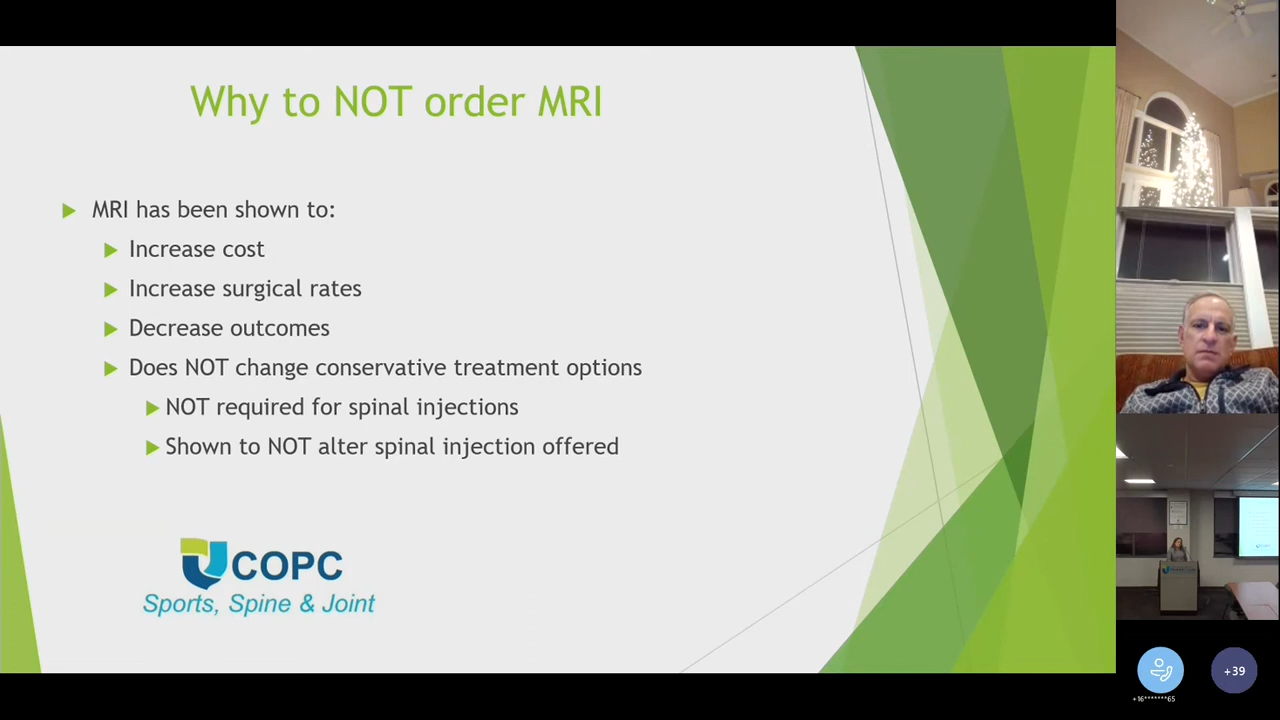 Why to NOT order MRI
MRI has been shown to:
Increase cost
Increase surgical rates
Decrease outcomes
Does NOT change conservative treatment options
NOT required for spinal injections
Shown to NOT alter spinal injection offered
COPC
Sports, Spine & Joint
+39
+16*******65